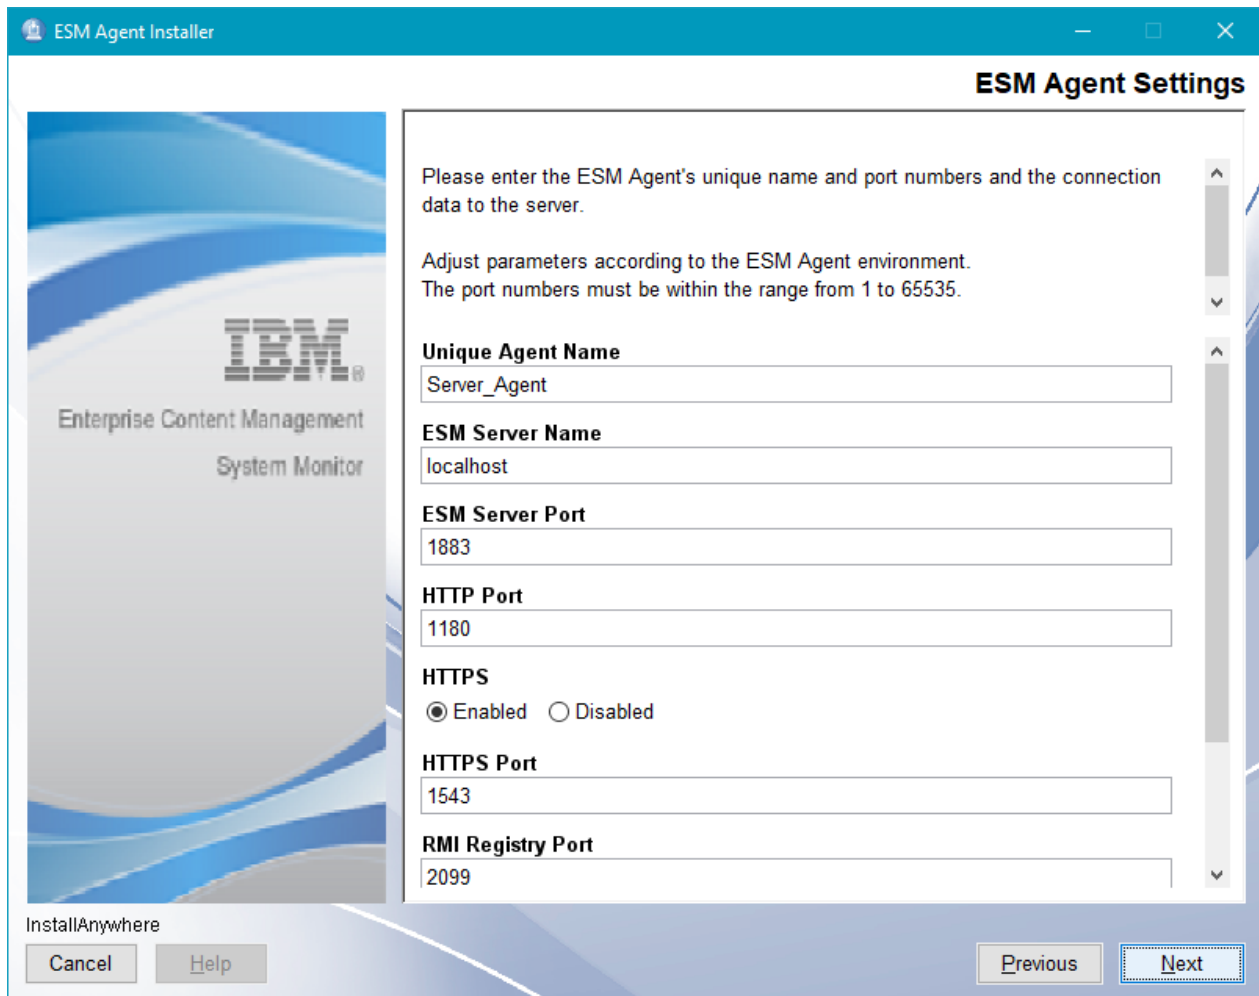 ESM Agent Installer
ESM Agent Settings
IBM®
Enterprise Content Management
System Monitor
Please enter the ESM Agent's unique name and port numbers and the connection
data to the server.
Adjust parameters according to the ESM Agent environment.
The port numbers must be within the range from 1 to 65535.
Unique Agent Name
Server_Agent
ESM Server Name
localhost
ESM Server Port
1883
HTTP Port
1180
HTTPS
Enabled Disabled
HTTPS Port
1543
RMI Registry Port
2099
InstallAnywhere
Cancel Help Previous Next